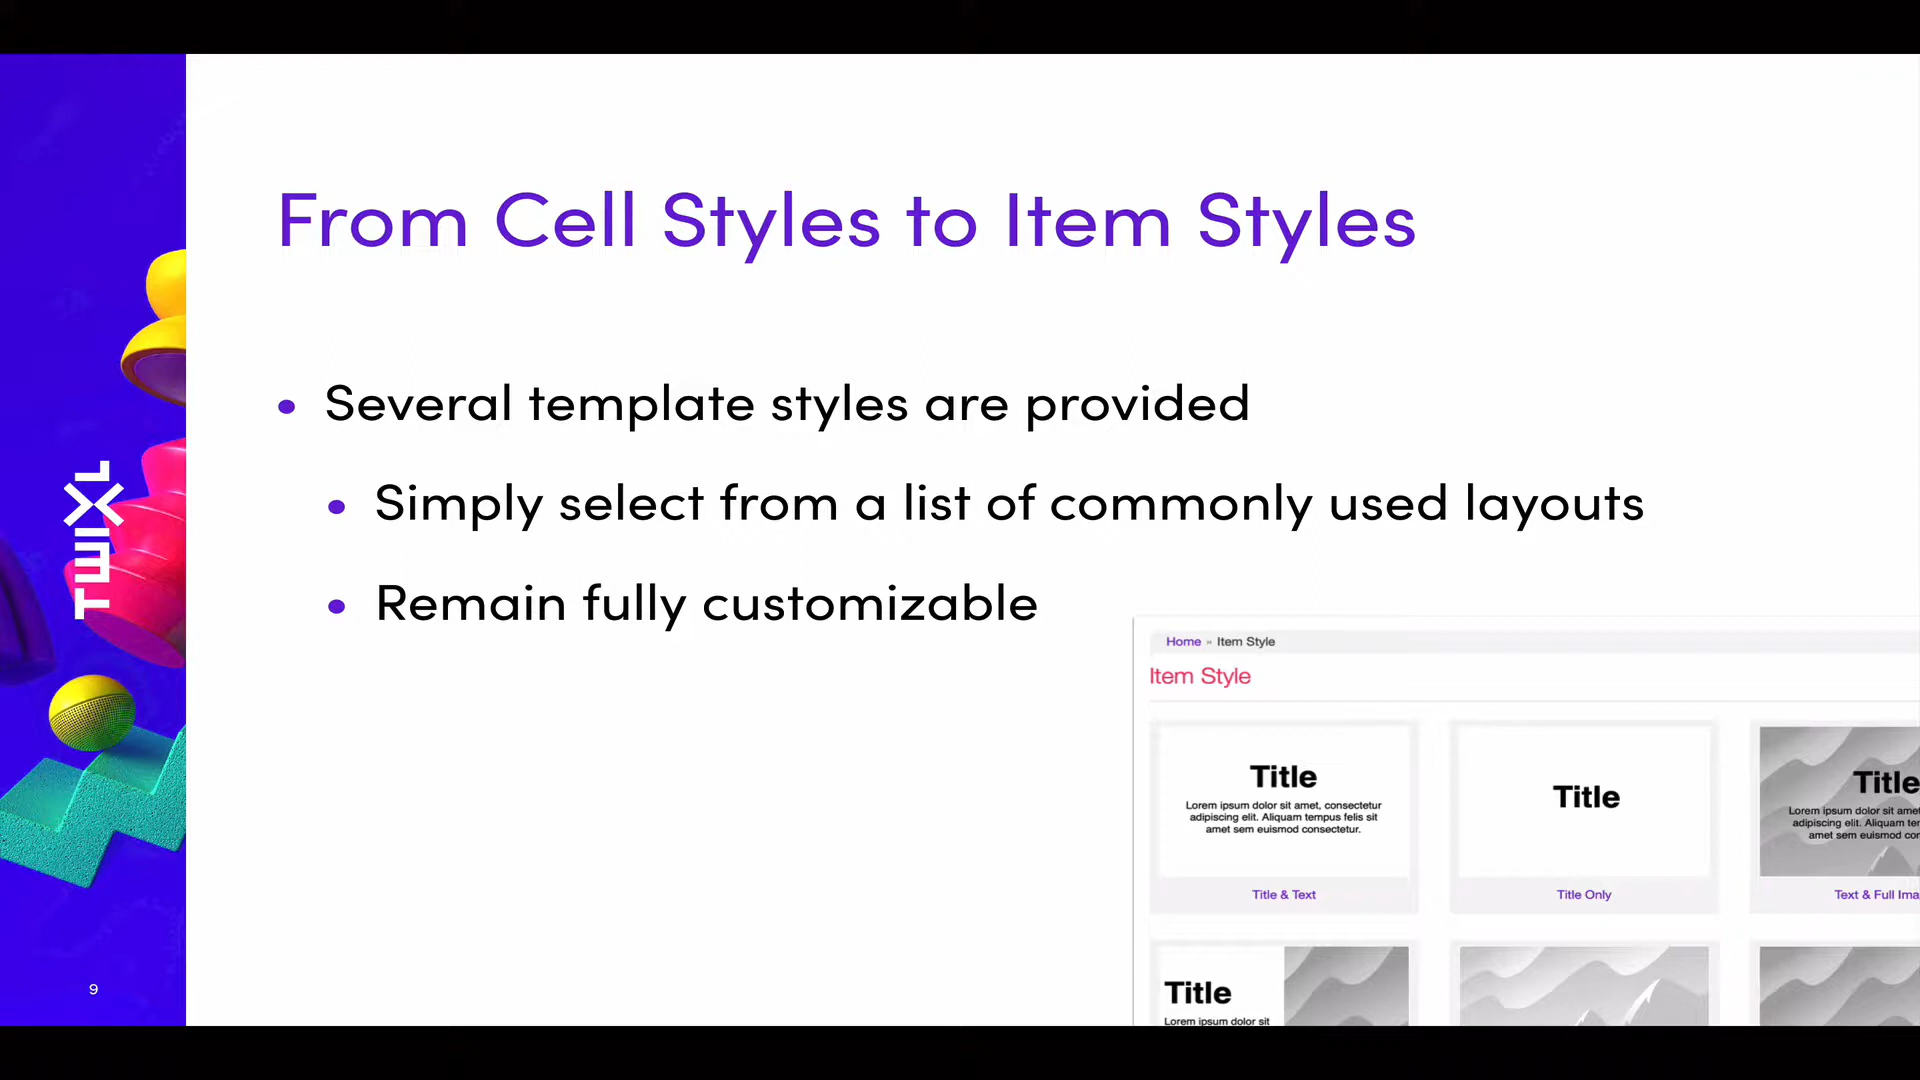 From Cell Styles to Item Styles
• Several template styles are provided
• Simply select from a list of commonly used layouts
• Remain fully customizable
TWIXL
9
Home » Item Style
Item Style
Title
Lorem ipsum dolor sit amet, consectetur
adipiscing elit. Aliquam tempus felis sit
amet sem euismod consectetur.
Title & Text
Title
Title Only
Title
Lorem ipsum dolor sit amet
adipiscing elit. Aliquam te
amet sem euismod con
Text & Full Ima
Title
Lorem ipsum dolor sit